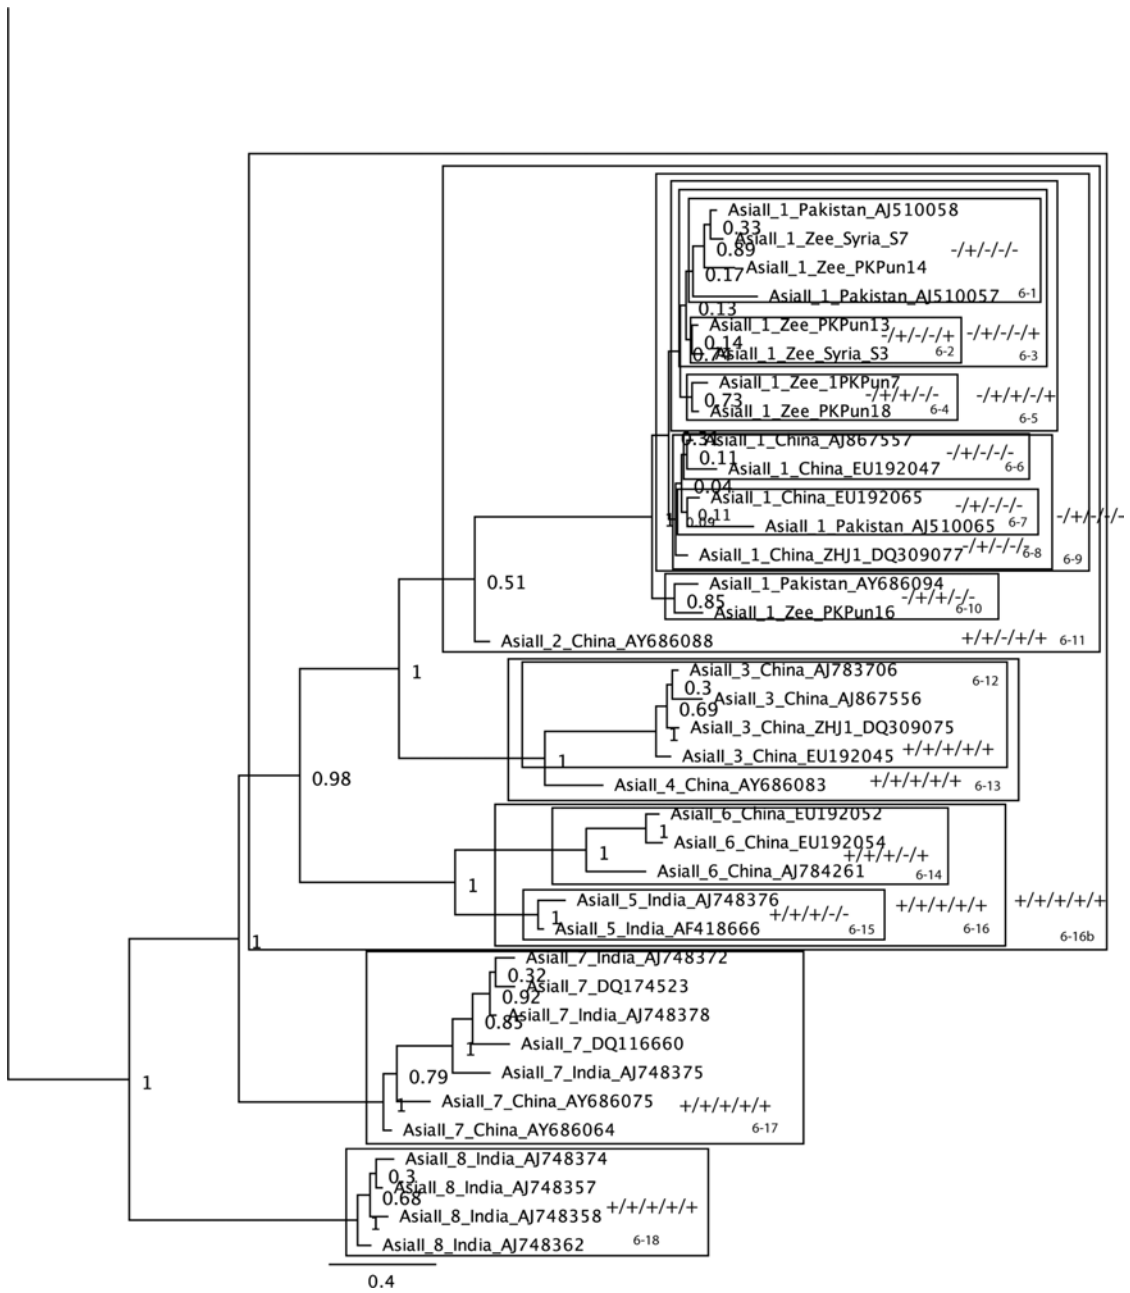 AsiaII_1_Pakistan_AJ510058
0.33
AsiaII_1_Zee_Syria_S7
0.89
-/+/-/-/-
AsiaII_1_Zee_PKPun14
0.17
AsiaII_1_Pakistan_AJ510057 6-1
0.13
AsiaII_1_Zee_PKPun13
-/+/-/-/+ -/+/-/-/+
0.14
6-2 6-3
0.74 AsiaII_1_Zee_Syria_S3
AsiaII_1_Zee_1PKPun7
0.73
-/+/+/-/- -/+/+/-/+
AsiaII_1_Zee_PKPun18 6-4 6-5
AsiaII_1_China_AJ867557
0.11
-/+/-/-/-
AsiaII_1_China_EU192047 6-6
0.04
AsiaII_1_China_EU192065
-/+/-/-/-
0.11
1 0.09
-/+/-/-/-
AsiaII_1_Pakistan_AJ510065 6-7
AsiaII_1_China_ZHJ1_DQ309077 -/+/-/-/- 6-8 6-9
AsiaII_1_Pakistan_AY686094
0.51
0.85
-/+/+/-/-
AsiaII_1_Zee_PKPun16 6-10
AsiaII_2_China_AY686088 +/+/-/+/+ 6-11
AsiaII_3_China_AJ783706
6-12
0.3
1
AsiaII_3_China_AJ867556
0.69
AsiaII_3_China_ZHJ1_DQ309075
1
AsiaII_3_China_EU192045 +/+/+/+/+
1
0.98
AsiaII_4_China_AY686083 +/+/+/+/+ 6-13
AsiaII_6_China_EU192052
1
AsiaII_6_China_EU192054
1
+/+/+/-/+
AsiaII_6_China_AJ784261 6-14
1
AsiaII_5_India_AJ748376
+/+/+/+/+ +/+/+/+/+
1
+/+/+/-/-
AsiaII_5_India_AF418666 6-15 6-16
6-16b
1
AsiaII_7_India_AJ748372
0.32
AsiaII_7_DQ174523
0.92
AsiaII_7_India_AJ748378
0.85
AsiaII_7_DQ116660
1
AsiaII_7_India_AJ748375
0.79
1
AsiaII_7_China_AY686075
1
+/+/+/+/+
AsiaII_7_China_AY686064 6-17
AsiaII_8_India_AJ748374
0.3
AsiaII_8_India_AJ748357
0.68
+/+/+/+/+
AsiaII_8_India_AJ748358
1
6-18
AsiaII_8_India_AJ748362
0.4